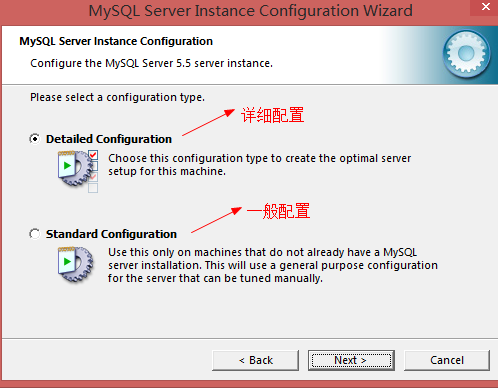 MySQL Server Instance Configuration Wizard
MySQL Server Instance Configuration
Configure the MySQL Server 5.5 server instance.
Please select a configuration type.
详细配置
Detailed Configuration
Choose this configuration type to create the optimal server
setup for this machine.
一般配置
Standard Configuration
Use this only on machines that do not already have a MySQL
server installation. This will use a general purpose configuration
for the server that can be tuned manually.
< Back
Next >
Cancel